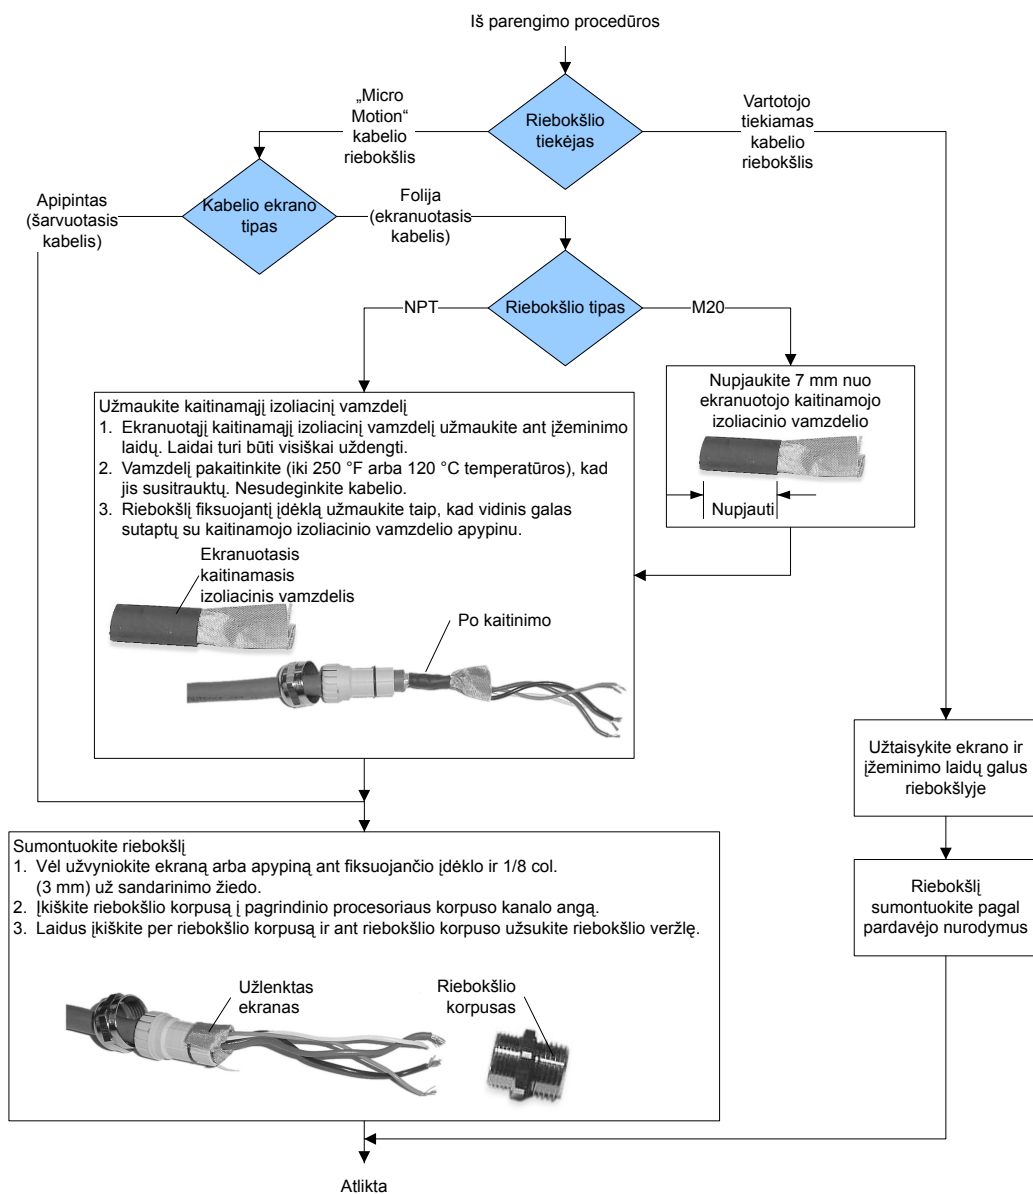 Iš parengimo procedūros
Riebokšlio
tiekėjas
„Micro
Motion“
kabelio
riebokšlis
Vartotojo
tiekiamas
kabelio
riebokšlis
Kabelio ekrano
tipas
Apipintas
(šarvuotasis
kabelis)
Folija
(ekranuotasis
kabelis)
Riebokšlio tipas
NPT
M20
Užmaukite kaitinamąjį izoliacinį vamzdelį
1. Ekranuotąjį kaitinamąjį izoliacinį vamzdelį užmaukite ant įžeminimo
laidų. Laidai turi būti visiškai uždengti.
2. Vamzdelį pakaitinkite (iki 250 °F arba 120 °C temperatūros), kad
jis susitrauktų. Nesudeginkite kabelio.
3. Riebokšlį fiksuojantį įdėklą užmaukite taip, kad vidinis galas
sutaptų su kaitinamojo izoliacinio vamzdelio apypinu.
Ekranuotasis
kaitinamasis
izoliacinis vamzdelis
Po kaitinimo
Nupjaukite 7 mm nuo
ekranuotojo kaitinamojo
izoliacinio vamzdelio
Nupjauti
Užtaisykite ekrano ir
įžeminimo laidų galus
riebokšlyje
Riebokšlį
sumontuokite pagal
pardavėjo nurodymus
Sumontuokite riebokšlį
1. Vėl užvyniokite ekraną arba apypiną ant fiksuojančio įdėklo ir 1/8 col.
(3 mm) už sandarinimo žiedo.
2. Įkiškite riebokšlio korpusą į pagrindinio procesoriaus korpuso kanalo angą.
3. Laidus įkiškite per riebokšlio korpusą ir ant riebokšlio korpuso užsukite riebokšlio veržlę.
Užlenktas
ekranas
Riebokšlio
korpusas
Atlikta